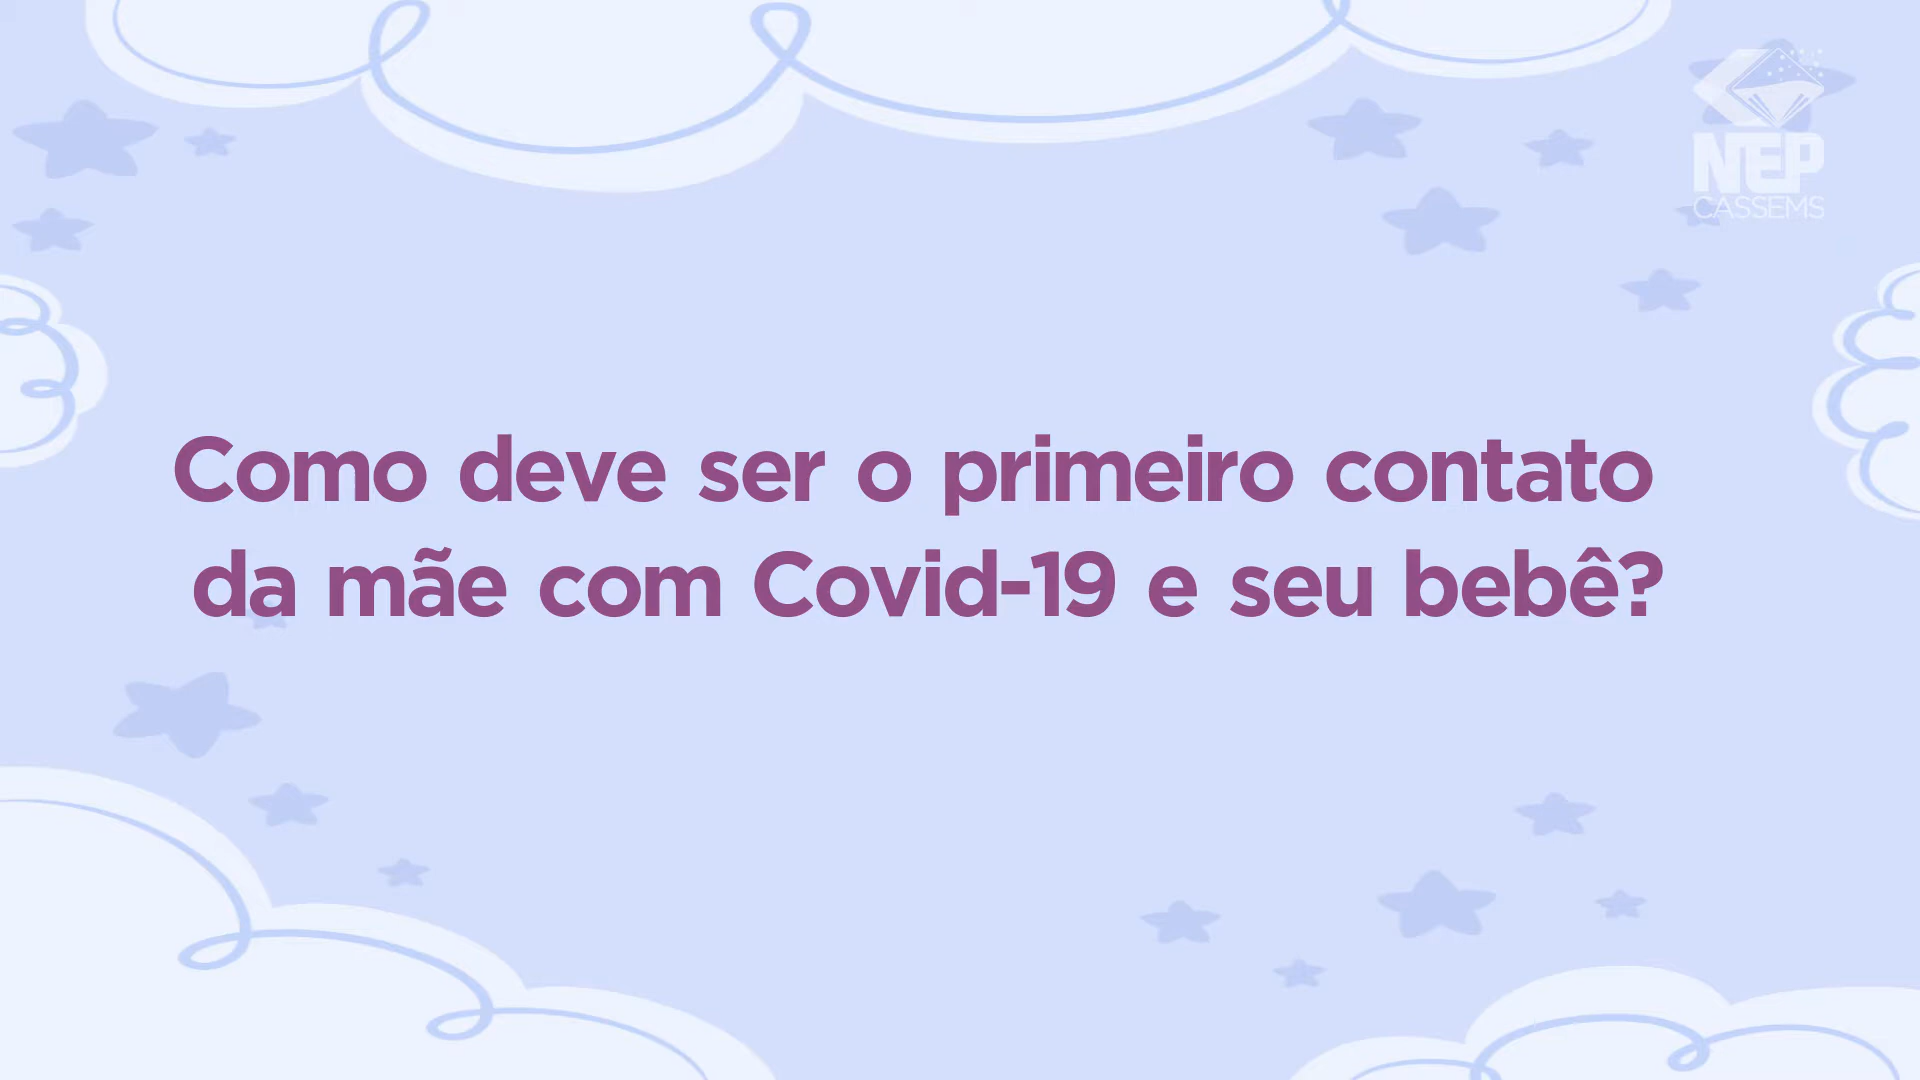 NEP
CASSEMS
Como deve ser o primeiro contato
da mãe com Covid-19 e seu bebê?